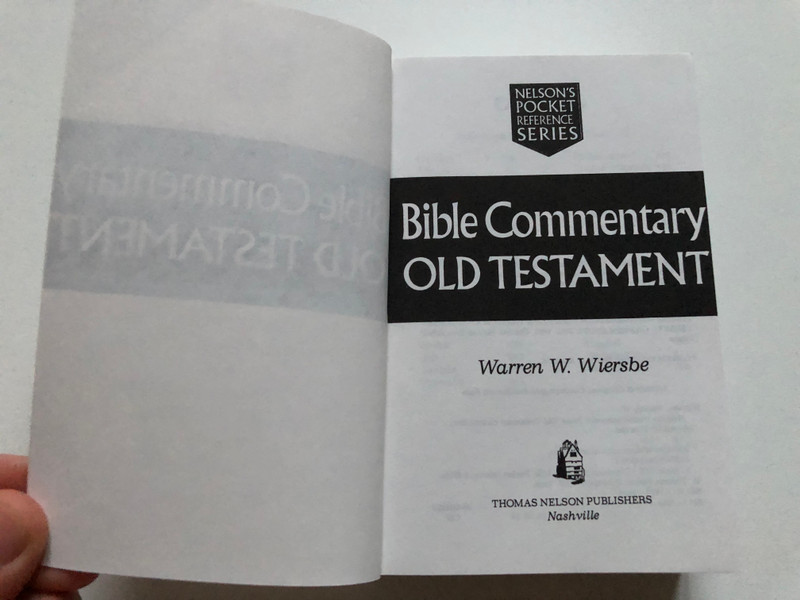 NELSON'S
POCKET
REFERENCE
SERIES
Bible Commentary
OLD TESTAMENT
Warren W. Wiersbe
THOMAS NELSON PUBLISHERS
Nashville